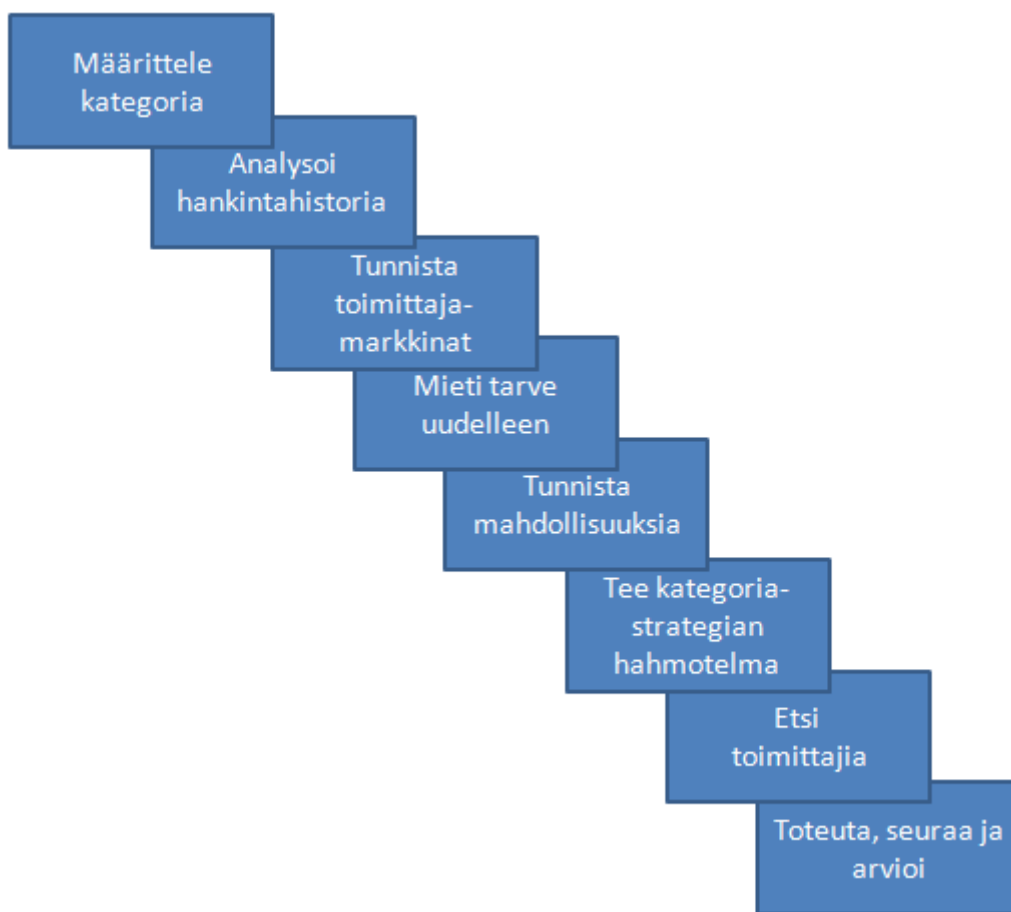 Määrittele
kategoria
Analysoi
hankintahistoria
Tunnista
toimittaja-
markkinat
Mieti tarve
uudelleen
Tunnista
mahdollisuuksia
Tee kategoria-
strategian
hahmotelma
Etsi
toimittajia
Toteuta, seuraa ja
arvioi